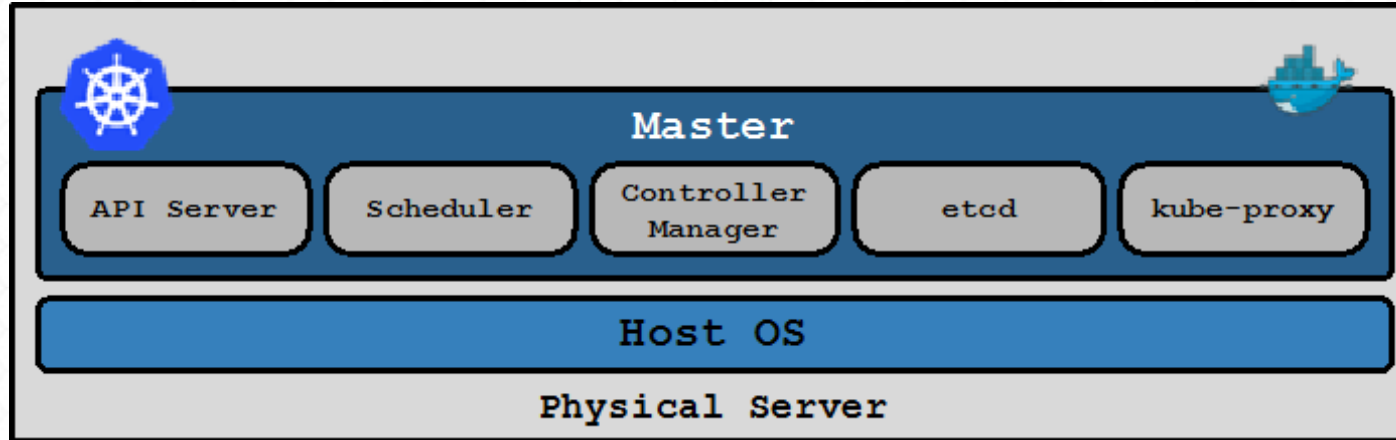 Master
API Server
Scheduler
Controller
Manager
etcd
kube-proxy
Host OS
Physical Server